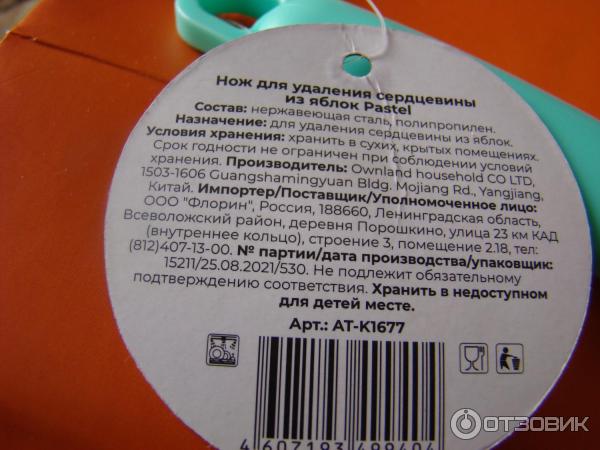 Нож для удаления сердцевины
из яблок Pastel
Состав: нержавеющая сталь, полипропилен.
Назначение: для удаления сердцевины из яблок.
Условия хранения: хранить в сухих, крытых помещениях.
Срок годности не ограничен при соблюдении условий
хранения. Производитель: Ownland household CO LTD,
1503-1606 Guangshamingyuan Bldg. Mojiang Rd., Yangjiang,
Китай. Импортер/Поставщик/Уполномоченное лицо:
ООО "Флорин", Россия, 188660, Ленинградская область,
Всеволожский район, деревня Порошкино, улица 23 км КАД
(внутреннее кольцо), строение 3, помещение 2.18, тел:
(812)407-13-00. № партии/дата производства/упаковщик:
15211/25.08.2021/530. Не подлежит обязательному
подтверждению соответствия. Хранить в недоступном
для детей месте.
Арт.: AT-K1677
4 607193 499404
ОТЗОВИК